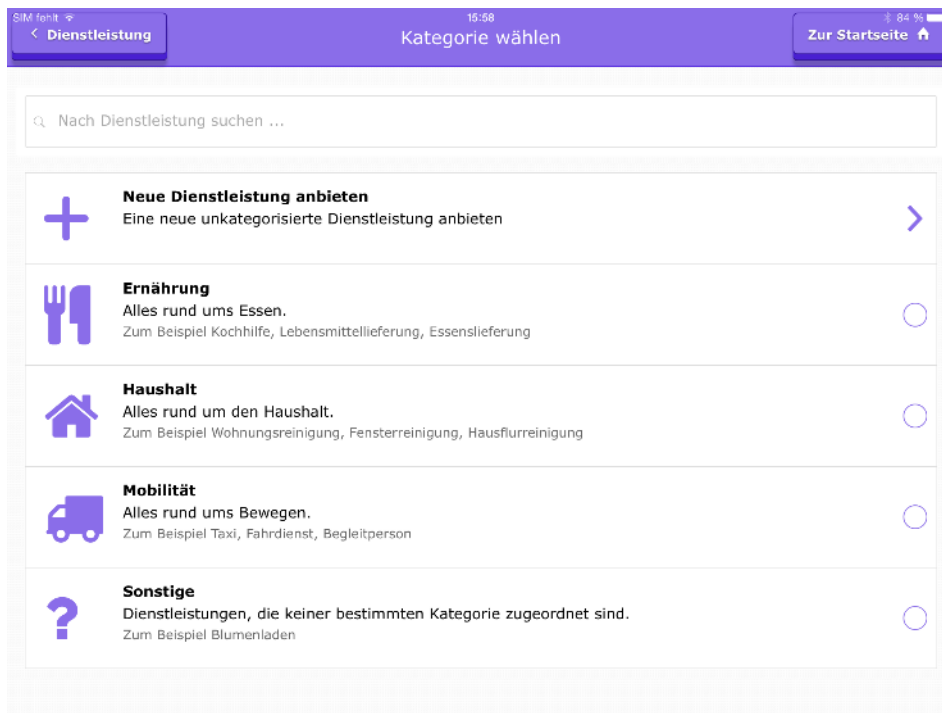 SIM fehlt 15:58 84 %
Dienstleistung Kategorie wählen Zur Startseite
Nach Dienstleistung suchen ...
Neue Dienstleistung anbieten
Eine neue unkategorisierte Dienstleistung anbieten
Ernährung
Alles rund ums Essen.
Zum Beispiel Kochhilfe, Lebensmittellieferung, Essenslieferung
Haushalt
Alles rund um den Haushalt.
Zum Beispiel Wohnungsreinigung, Fensterreinigung, Hausflurreinigung
Mobilität
Alles rund ums Bewegen.
Zum Beispiel Taxi, Fahrdienst, Begleitperson
Sonstige
Dienstleistungen, die keiner bestimmten Kategorie zugeordnet sind.
Zum Beispiel Blumenladen